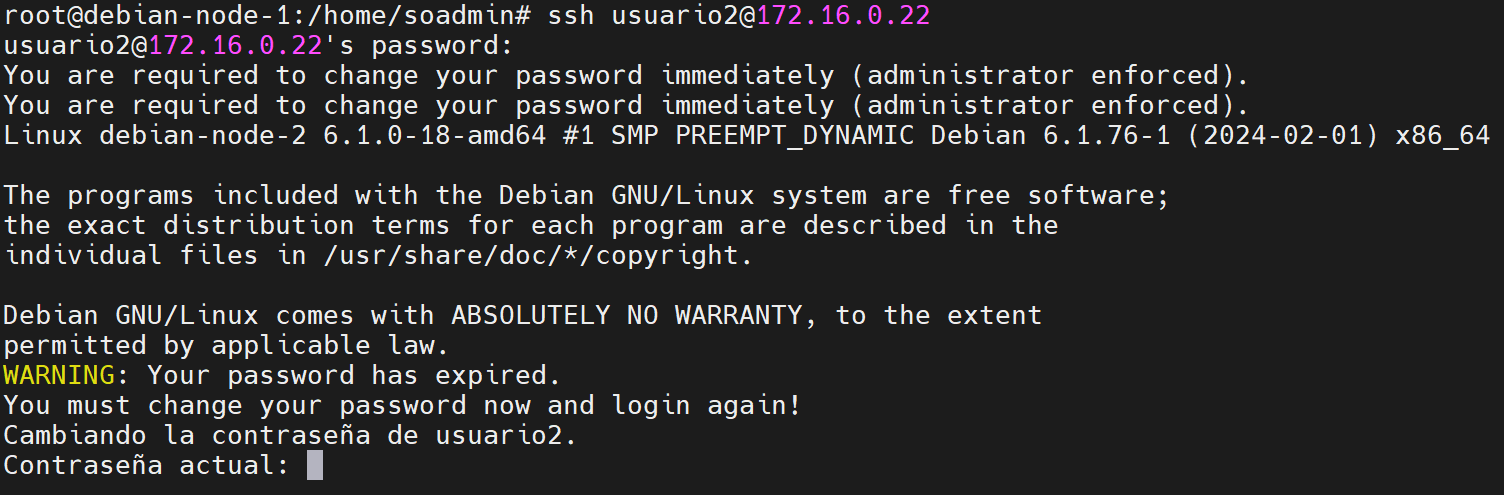 root@debian-node-1:/home/soadmin# ssh usuario2@172.16.0.22
usuario2@172.16.0.22's password:
You are required to change your password immediately (administrator enforced).
You are required to change your password immediately (administrator enforced).
Linux debian-node-2 6.1.0-18-amd64 #1 SMP PREEMPT_DYNAMIC Debian 6.1.76-1 (2024-02-01) x86_64
The programs included with the Debian GNU/Linux system are free software;
the exact distribution terms for each program are described in the
individual files in /usr/share/doc/*/copyright.
Debian GNU/Linux comes with ABSOLUTELY NO WARRANTY, to the extent
permitted by applicable law.
WARNING: Your password has expired.
You must change your password now and login again!
Cambiando la contraseña de usuario2.
Contraseña actual: